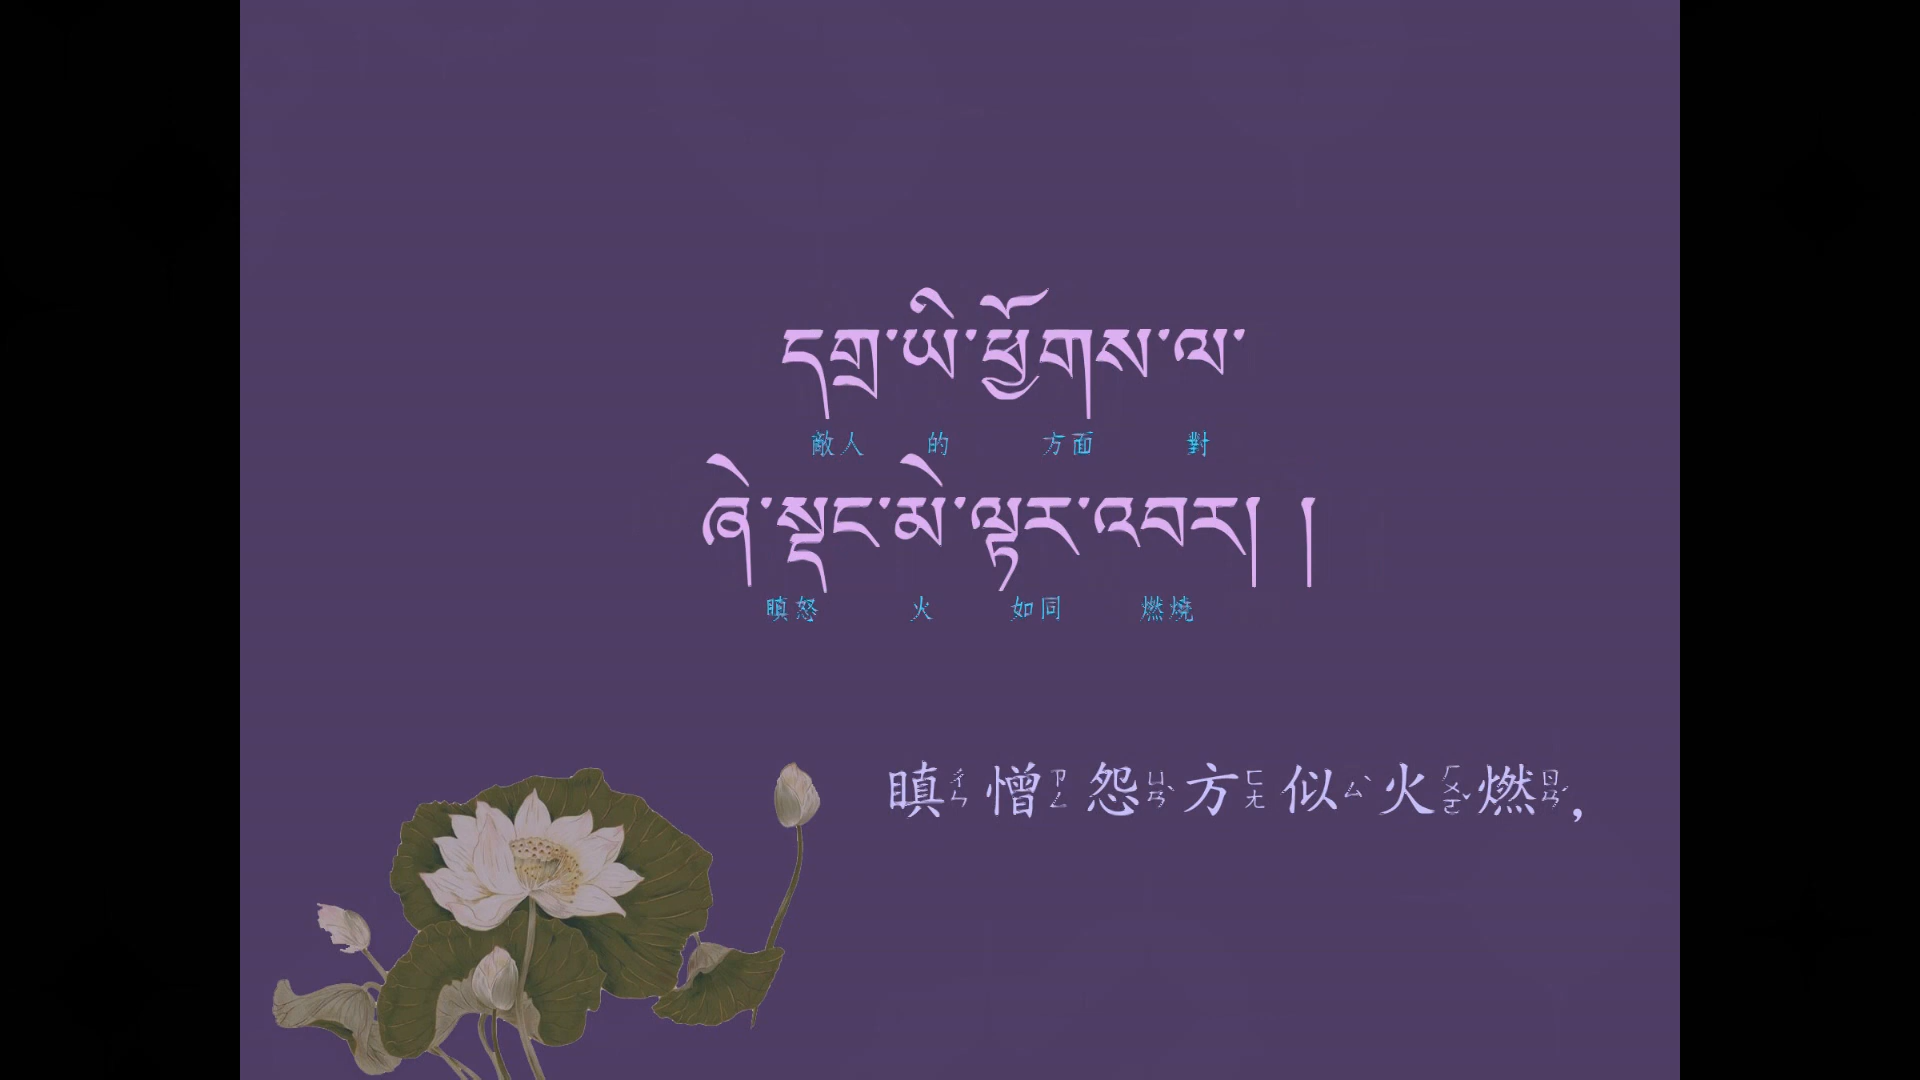 དགྲ་ཡི་ཕྱོགས་ལ་
敵人 的 方面 對
ཞེ་སྡང་མེ་ལྟར་འབར། །
瞋怒 火 如同 燃燒
瞋ㄔㄣ憎ㄗㄥ怨ㄩㄢˋ方ㄈㄤ似ㄙˋ火ㄏㄨㄛˇ燃ㄖㄢˊ，